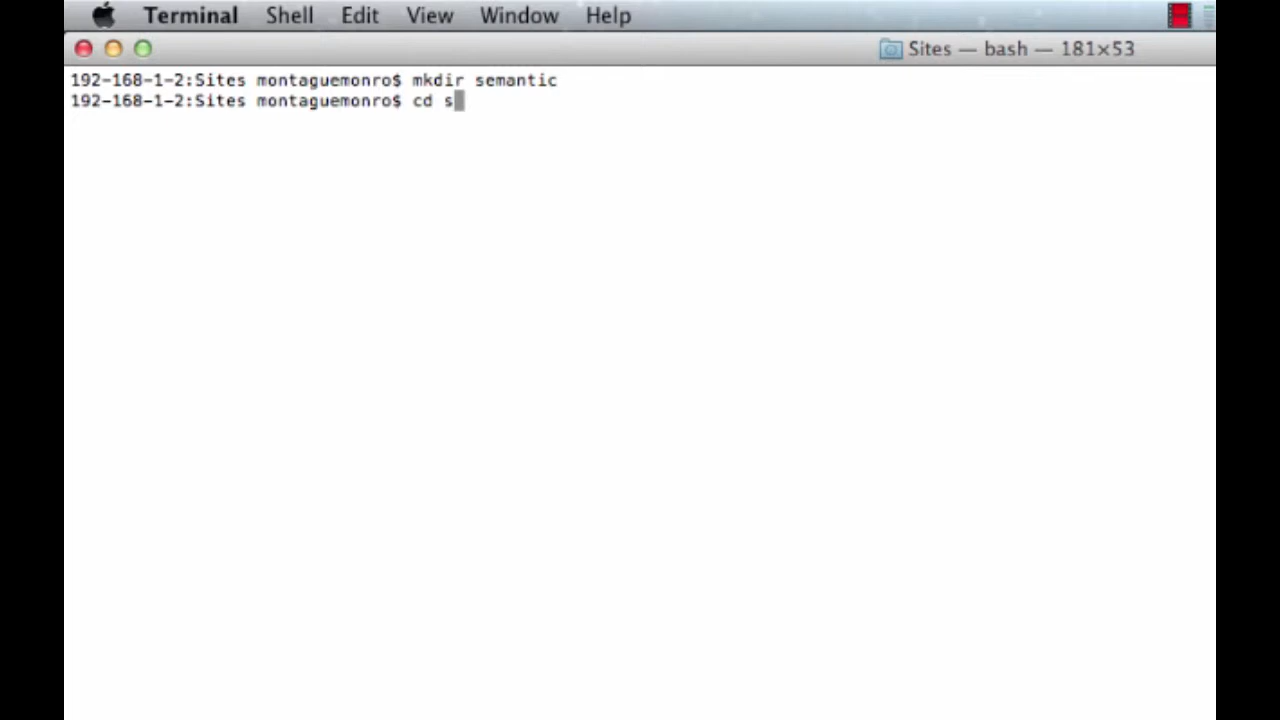 Terminal Shell Edit View Window Help
Sites — bash — 181×53
192-168-1-2:Sites montaguemonro$ mkdir semantic
192-168-1-2:Sites montaguemonro$ cd s